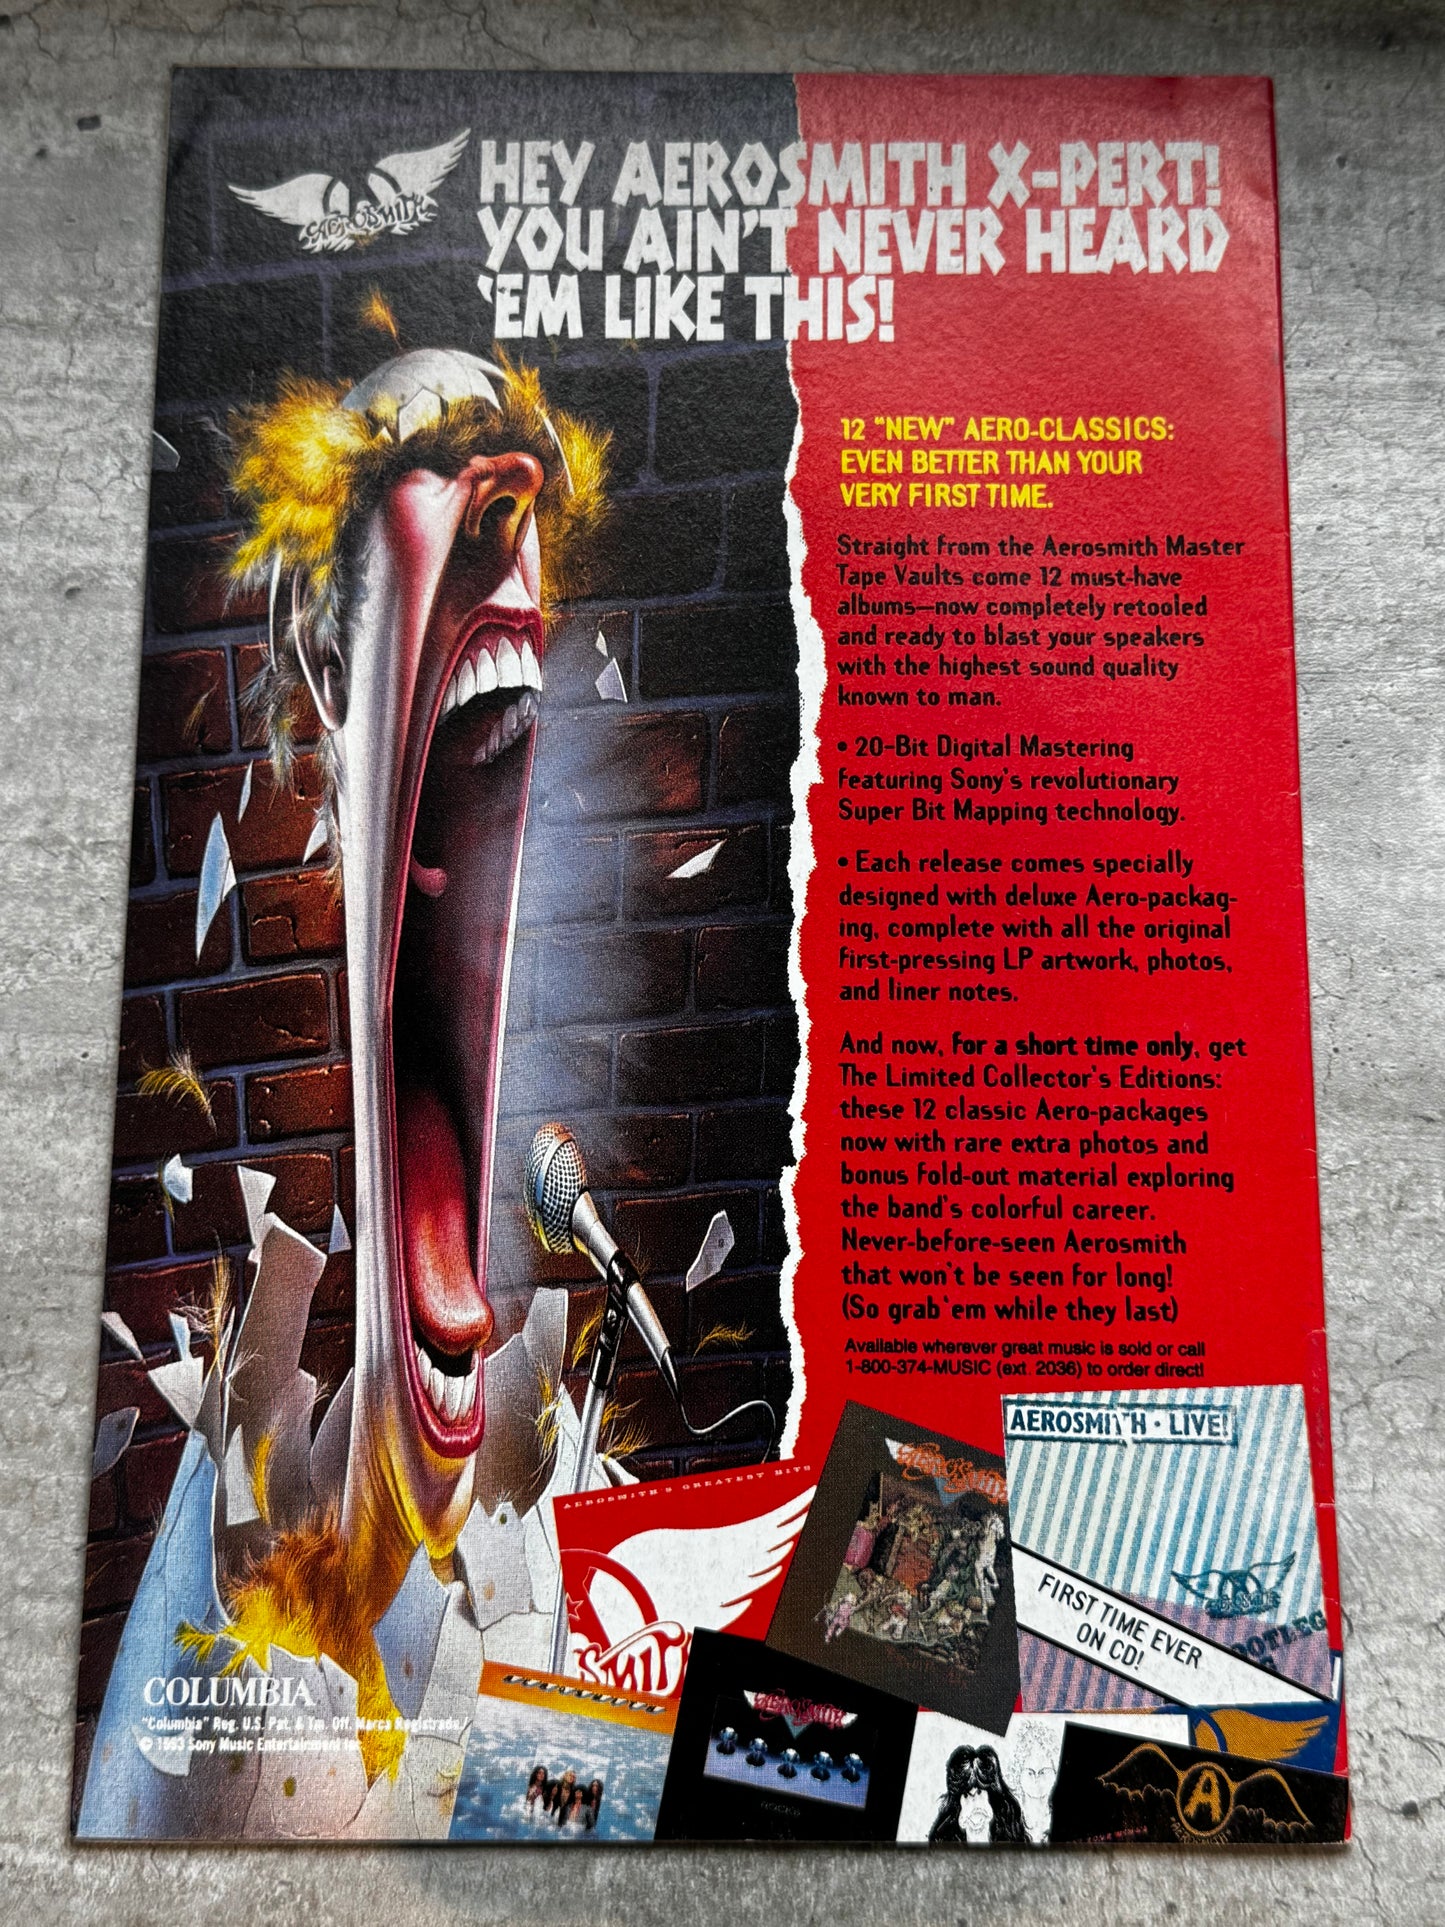 AEROSMITH
HEY AEROSMITH X-PERT!
YOU AIN'T NEVER HEARD
'EM LIKE THIS!
12 "NEW" AERO-CLASSICS:
EVEN BETTER THAN YOUR
VERY FIRST TIME.
Straight from the Aerosmith Master
Tape Vaults come 12 must-have
albums—now completely retooled
and ready to blast your speakers
with the highest sound quality
known to man.
• 20-Bit Digital Mastering
featuring Sony's revolutionary
Super Bit Mapping technology.
• Each release comes specially
designed with deluxe Aero-packag-
ing, complete with all the original
first-pressing LP artwork, photos,
and liner notes.
And now, for a short time only, get
The Limited Collector's Editions:
these 12 classic Aero-packages
now with rare extra photos and
bonus fold-out material exploring
the band's colorful career.
Never-before-seen Aerosmith
that won't be seen for long!
(So grab 'em while they last)
Available wherever great music is sold or call
1-800-374-MUSIC (ext. 2036) to order direct!
AEROSMITH · LIVE!
AEROSMITH'S GREATEST HITS
AEROSMITH
FIRST TIME EVER
ON CD!
OOTLEG
SMITH
AEROSMITH
AEROSMITH
ROCKS
A
AEROSMITH
COLUMBIA
"Columbia" Reg. U.S. Pat. & Tm. Off. Marca Registrada./
© 1993 Sony Music Entertainment Inc.